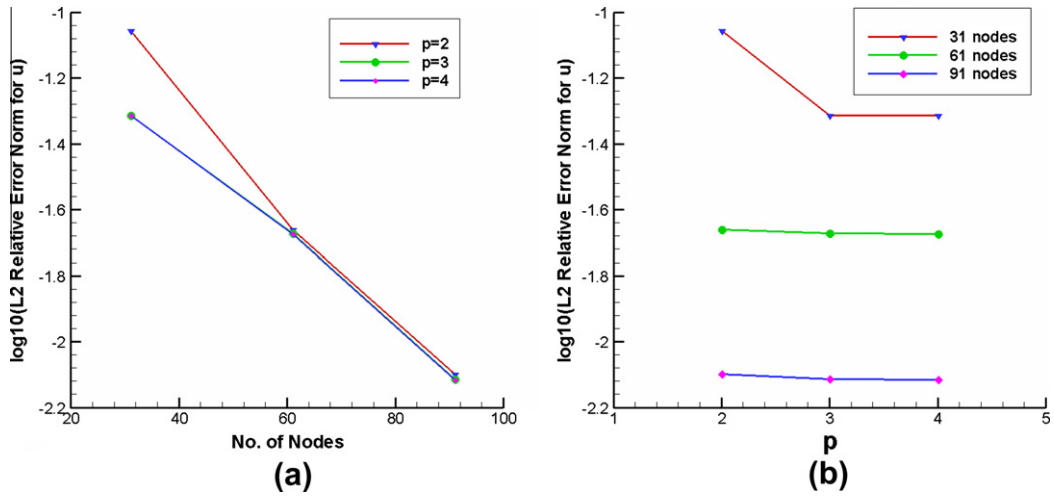 log10(L2 Relative Error Norm for u)
-1
-1.2
-1.4
-1.6
-1.8
-2
-2.2
20
40
60
80
100
No. of Nodes
p=2
p=3
p=4
(a)
log10(L2 Relative Error Norm for u)
-1
-1.2
-1.4
-1.6
-1.8
-2
-2.2
1
2
3
4
5
p
31 nodes
61 nodes
91 nodes
(b)